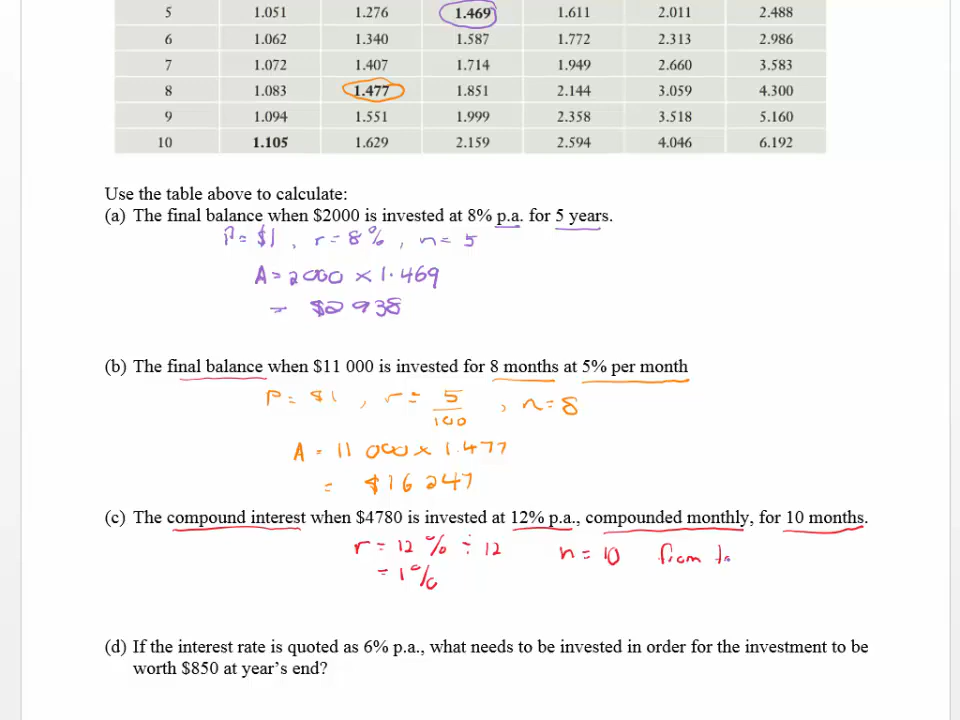 5 1.051 1.276 1.469 1.611 2.011 2.488
6 1.062 1.340 1.587 1.772 2.313 2.986
7 1.072 1.407 1.714 1.949 2.660 3.583
8 1.083 1.477 1.851 2.144 3.059 4.300
9 1.094 1.551 1.999 2.358 3.518 5.160
10 1.105 1.629 2.159 2.594 4.046 6.192
Use the table above to calculate:
(a) The final balance when $2000 is invested at 8% p.a. for 5 years.
P = $1 , r = 8% , n = 5
A = 2000 × 1.469
= $2938
(b) The final balance when $11 000 is invested for 8 months at 5% per month
P = $1 , r = 5/100 , n = 8
A = 11 000 × 1.477
= $16 247
(c) The compound interest when $4780 is invested at 12% p.a., compounded monthly, for 10 months.
r = 12 % ÷ 12 n = 10 from ta
= 1%
(d) If the interest rate is quoted as 6% p.a., what needs to be invested in order for the investment to be
worth $850 at year’s end?